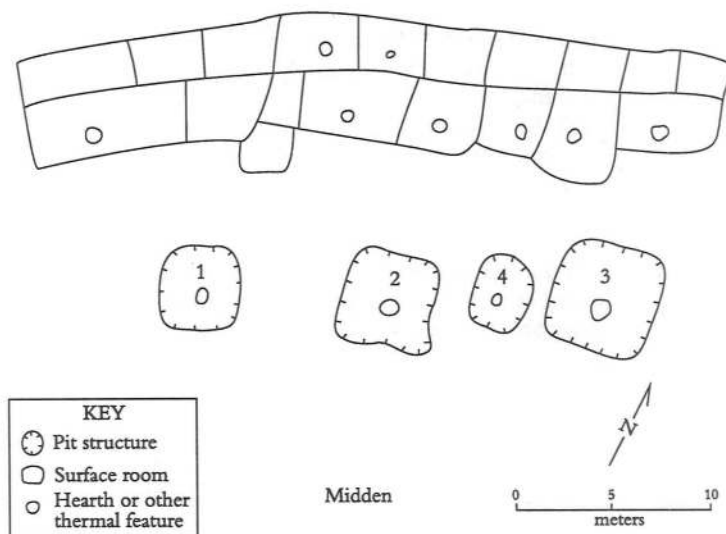 1
2
4
3
KEY
Pit structure
Surface room
Hearth or other
thermal feature
Midden
N
0 5 10
meters